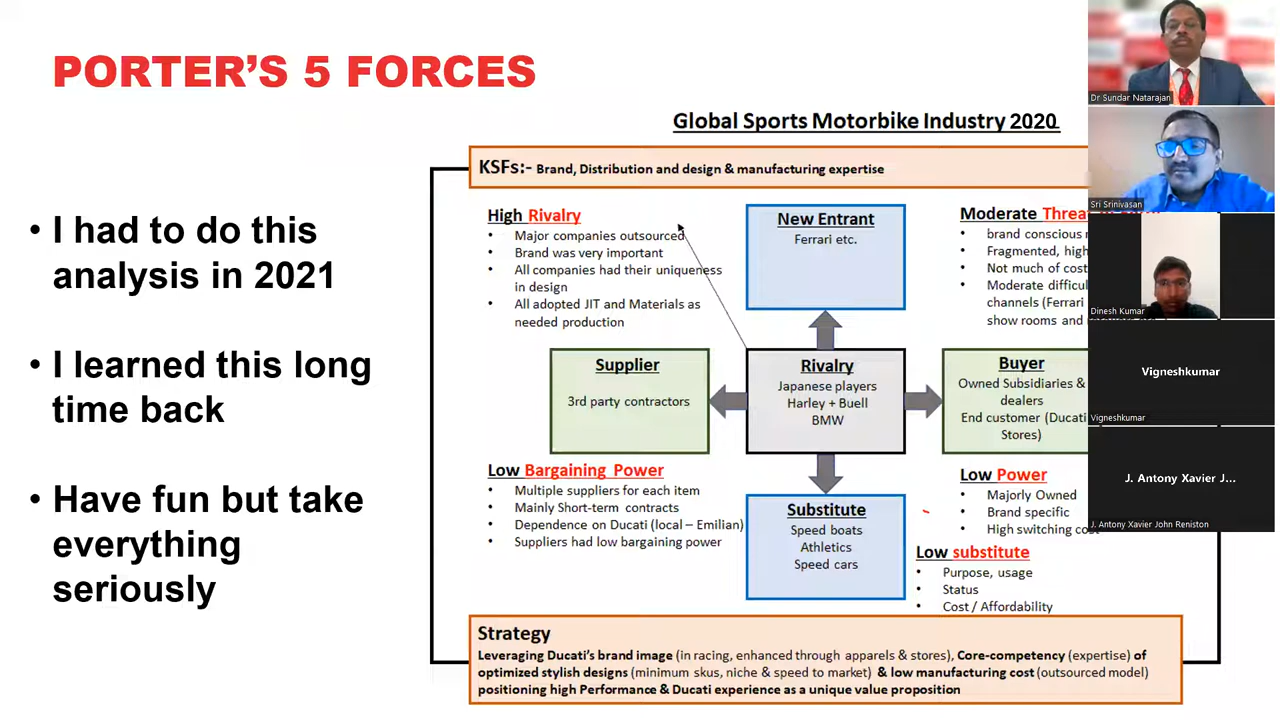 PORTER'S 5 FORCES
• I had to do this
analysis in 2021
• I learned this long
time back
• Have fun but take
everything
seriously
Global Sports Motorbike Industry 2020
KSFs:- Brand, Distribution and design & manufacturing expertise
High Rivalry
• Major companies outsourced
• Brand was very important
• All companies had their uniqueness
in design
• All adopted JIT and Materials as
needed production
New Entrant
Ferrari etc.
Moderate
• brand conscious
• Fragmented, high
• Not much of cost
• Moderate
channels (Ferrari
show rooms and
Supplier
3rd party contractors
Rivalry
Japanese players
Harley + Buell
BMW
Buyer
Owned Subsidiaries &
dealers
End customer (Ducati
Stores)
Low Bargaining Power
• Multiple suppliers for each item
• Mainly Short-term contracts
• Dependence on Ducati (local – Emilian)
• Suppliers had low bargaining power
Substitute
Speed boats
Athletics
Speed cars
Low Power
• Majorly Owned
• Brand specific
• High switching cost
Low substitute
• Purpose, usage
• Status
• Cost / Affordability
Strategy
Leveraging Ducati's brand image (in racing, enhanced through apparels & stores), Core-competency (expertise) of
optimized stylish designs (minimum skus, niche & speed to market) & low manufacturing cost (outsourced model)
positioning high Performance & Ducati experience as a unique value proposition
Dr Sundar Natarajan
Sri Srinivasan
Dinesh Kumar
Vigneshkumar
Vigneshkumar
J. Antony Xavier J...
J. Antony Xavier John Reniston